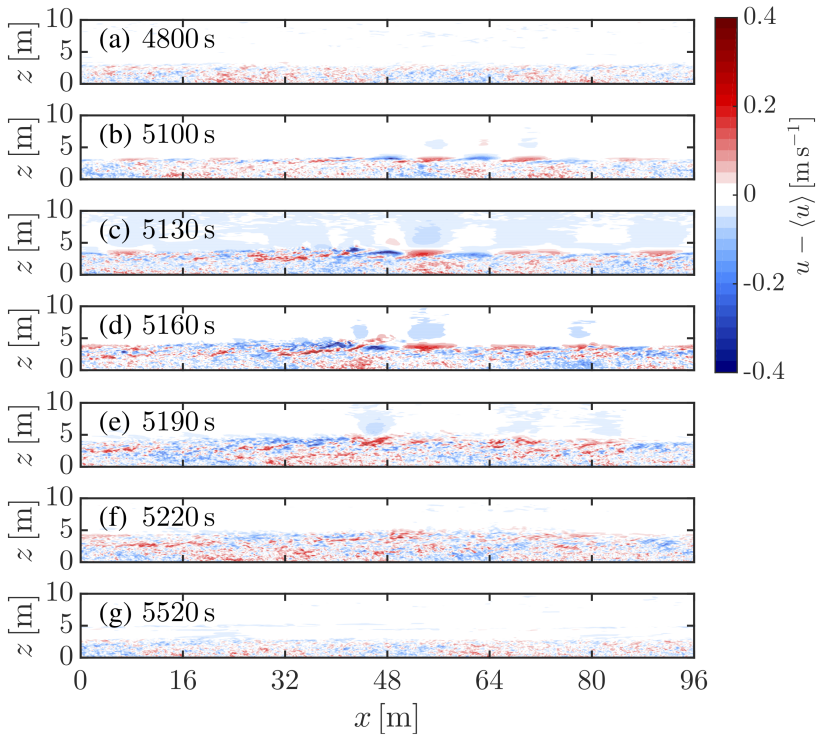 (a) 4800 s
10
5
0
z [m]
(b) 5100 s
10
5
0
z [m]
(c) 5130 s
10
5
0
z [m]
(d) 5160 s
10
5
0
z [m]
(e) 5190 s
10
5
0
z [m]
(f) 5220 s
10
5
0
z [m]
(g) 5520 s
10
5
0
z [m]
0 16 32 48 64 80 96
x [m]
0.4
0.2
0
-0.2
-0.4
u − ⟨u⟩ [m s⁻¹]